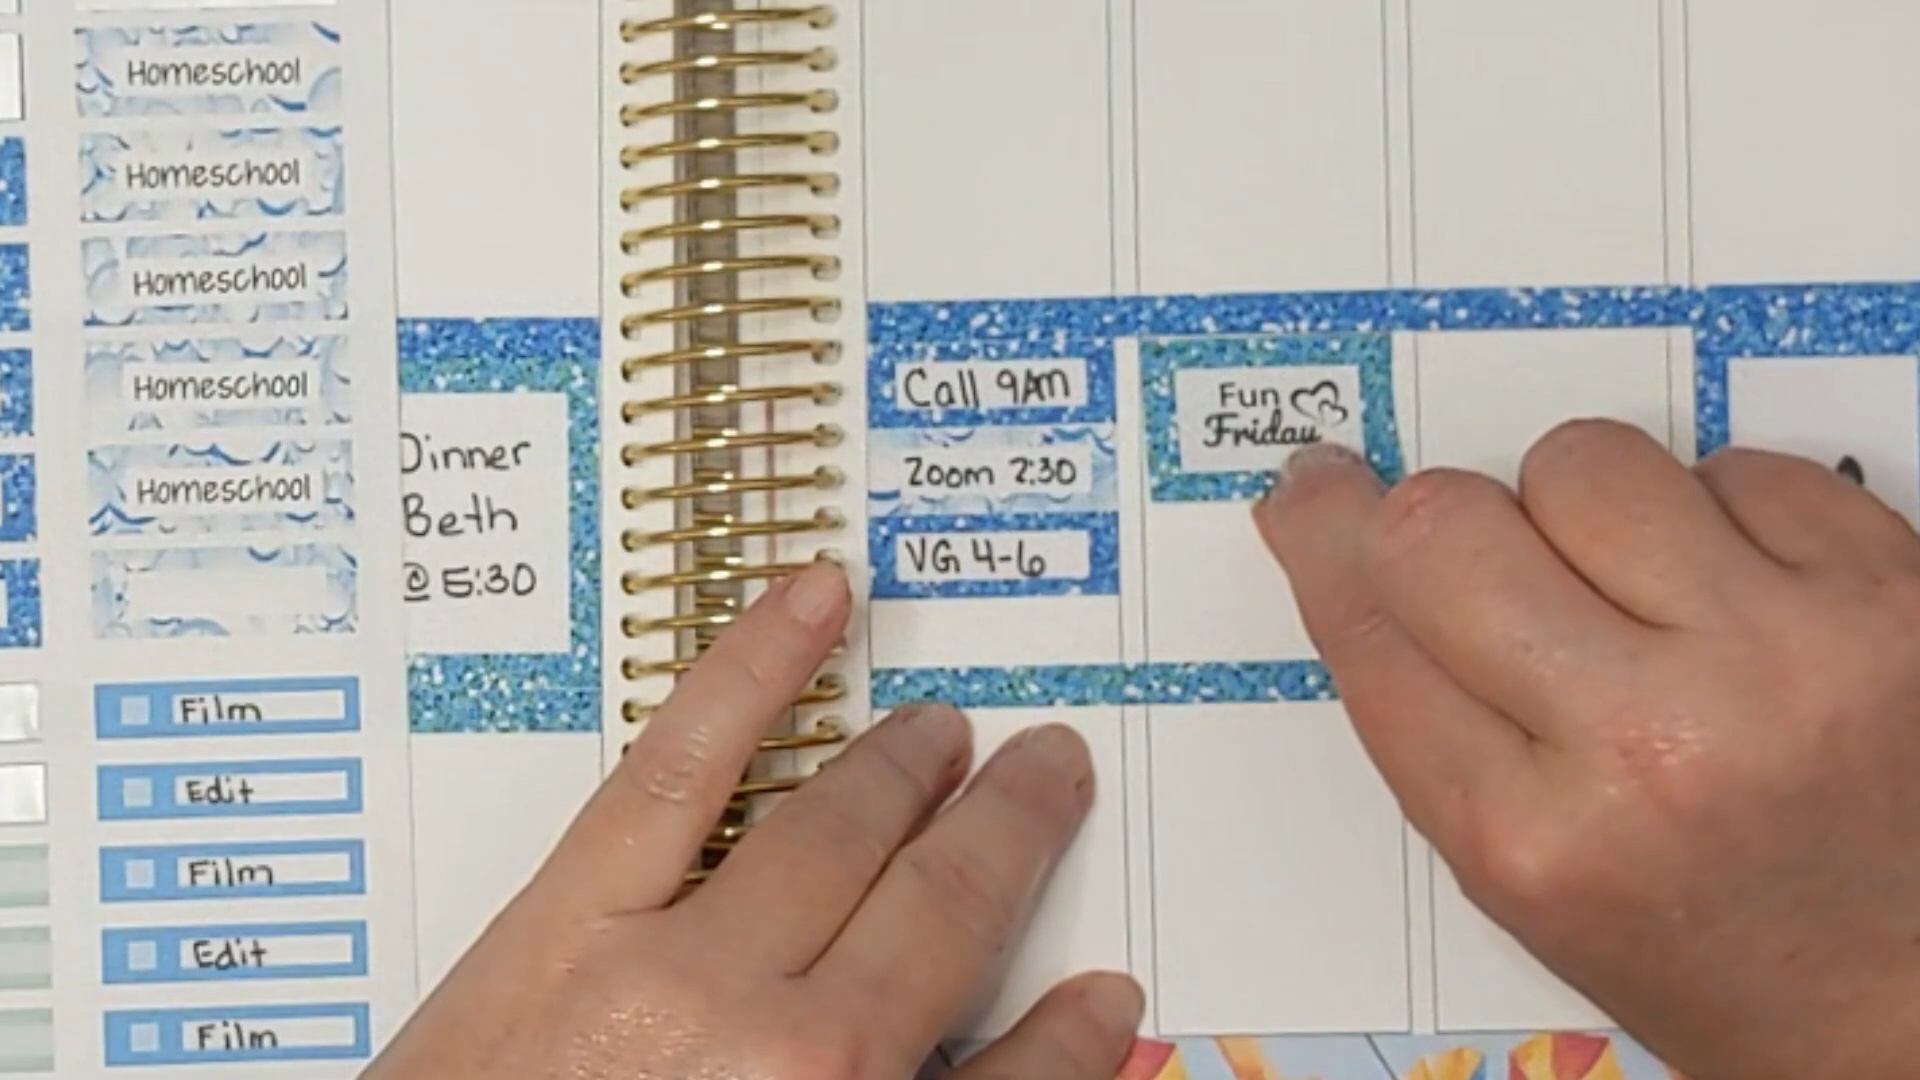 Homeschool
Homeschool
Homeschool
Homeschool
Homeschool
Film
Edit
Film
Edit
Film
Dinner
Beth
@ 5:30
Call 9Am
Zoom 2:30
VG 4-6
Fun
Friday